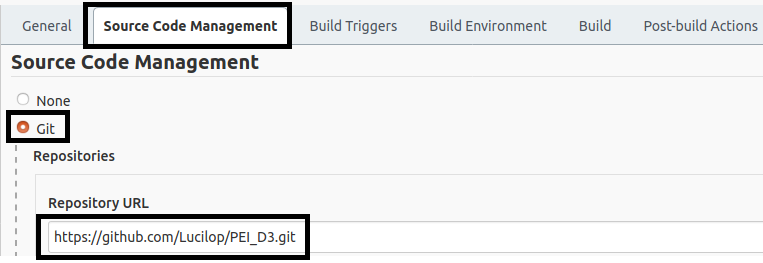 General Source Code Management Build Triggers Build Environment Build Post-build Actions
Source Code Management
None
Git
Repositories
Repository URL
https://github.com/Lucilop/PEI_D3.git